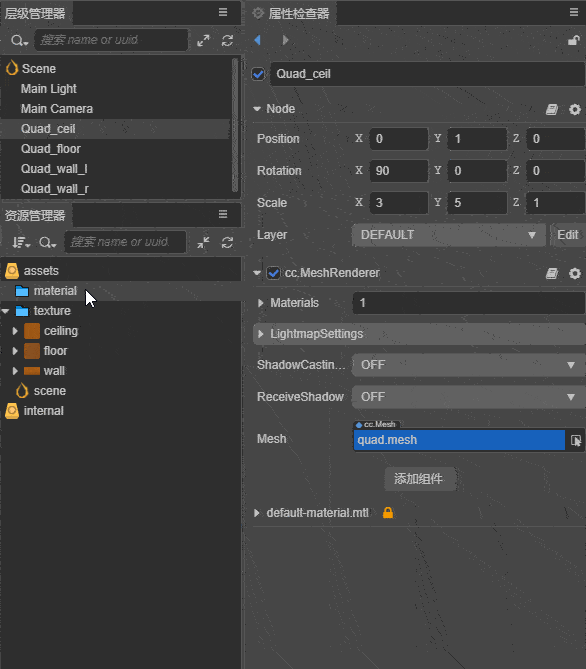 层级管理器
搜索 name or uuid
Scene
Main Light
Main Camera
Quad_ceil
Quad_floor
Quad_wall_l
Quad_wall_r
资源管理器
搜索 name or uuid
assets
material
texture
ceiling
floor
wall
scene
internal
属性检查器
Quad_ceil
Node
Position X 0 Y 1 Z 0
Rotation X 90 Y 0 Z 0
Scale X 3 Y 5 Z 1
Layer DEFAULT Edit
cc.MeshRenderer
Materials 1
LightmapSettings
ShadowCastin... OFF
ReceiveShadow OFF
cc.Mesh
Mesh quad.mesh
添加组件
default-material.mtl